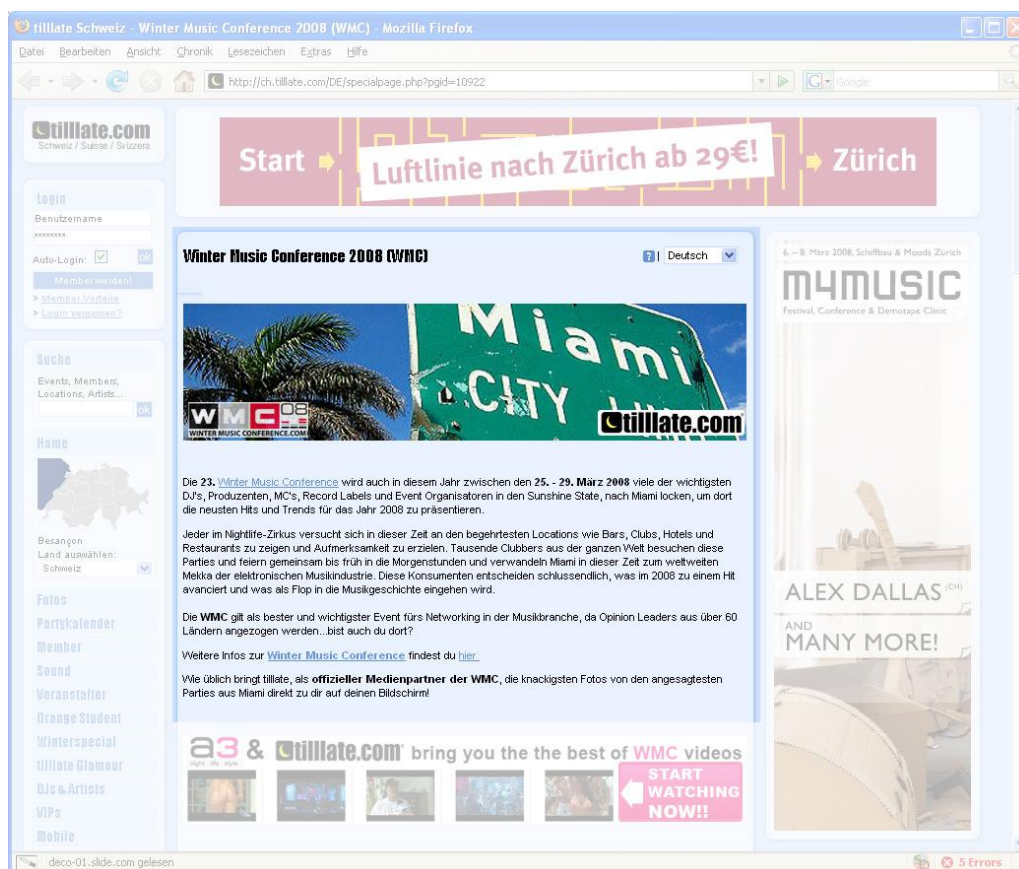 tilllate Schweiz - Winter Music Conference 2008 (WMC) - Mozilla Firefox
Datei Bearbeiten Ansicht Chronik Lesezeichen Extras Hilfe
http://ch.tilllate.com/DE/specialpage.php?pgid=10922
Google
tilllate.com
Schweiz / Suisse / Svizzera
Start
Luftlinie nach Zürich ab 29€!
Zürich
Login
Benutzername
********
Auto-Login:
ok
Member werden!
> Member Vorteile
> Login vergessen?
Suche
Events, Members,
Locations, Artists...
ok
Home
Besançon
Land auswählen:
Schweiz
Fotos
Partykalender
Member
Sound
Veranstalter
Orange Student
Winterspecial
tilllate Glamour
DJs & Artists
VIPs
Mobile
Winter Music Conference 2008 (WMC)
? | Deutsch
Miami
CITY
WMC 08
WINTER MUSIC CONFERENCE.COM
tilllate.com
Die 23. Winter Music Conference wird auch in diesem Jahr zwischen den 25. - 29. März 2008 viele der wichtigsten
DJ's, Produzenten, MC's, Record Labels und Event Organisatoren in den Sunshine State, nach Miami locken, um dort
die neusten Hits und Trends für das Jahr 2008 zu präsentieren.
Jeder im Nightlife-Zirkus versucht sich in dieser Zeit an den begehrtesten Locations wie Bars, Clubs, Hotels und
Restaurants zu zeigen und Aufmerksamkeit zu erzielen. Tausende Clubbers aus der ganzen Welt besuchen diese
Parties und feiern gemeinsam bis früh in die Morgenstunden und verwandeln Miami in dieser Zeit zum weltweiten
Mekka der elektronischen Musikindustrie. Diese Konsumenten entscheiden schlussendlich, was im 2008 zu einem Hit
avanciert und was als Flop in die Musikgeschichte eingehen wird.
Die WMC gilt als bester und wichtigster Event fürs Networking in der Musikbranche, da Opinion Leaders aus über 60
Ländern angezogen werden...bist auch du dort?
Weitere Infos zur Winter Music Conference findest du hier
Wie üblich bringt tilllate, als offizieller Medienpartner der WMC, die knackigsten Fotos von den angesagtesten
Parties aus Miami direkt zu dir auf deinen Bildschirm!
a3 & tilllate.com bring you the the best of WMC videos
night : life : style
START
WATCHING
NOW!!
6. – 8. März 2008, Schiffbau & Moods Zürich
M4MUSIC
Festival, Conference & Demotape Clinic
ALEX DALLAS (CH)
AND
MANY MORE!
deco-01.slide.com gelesen
5 Errors